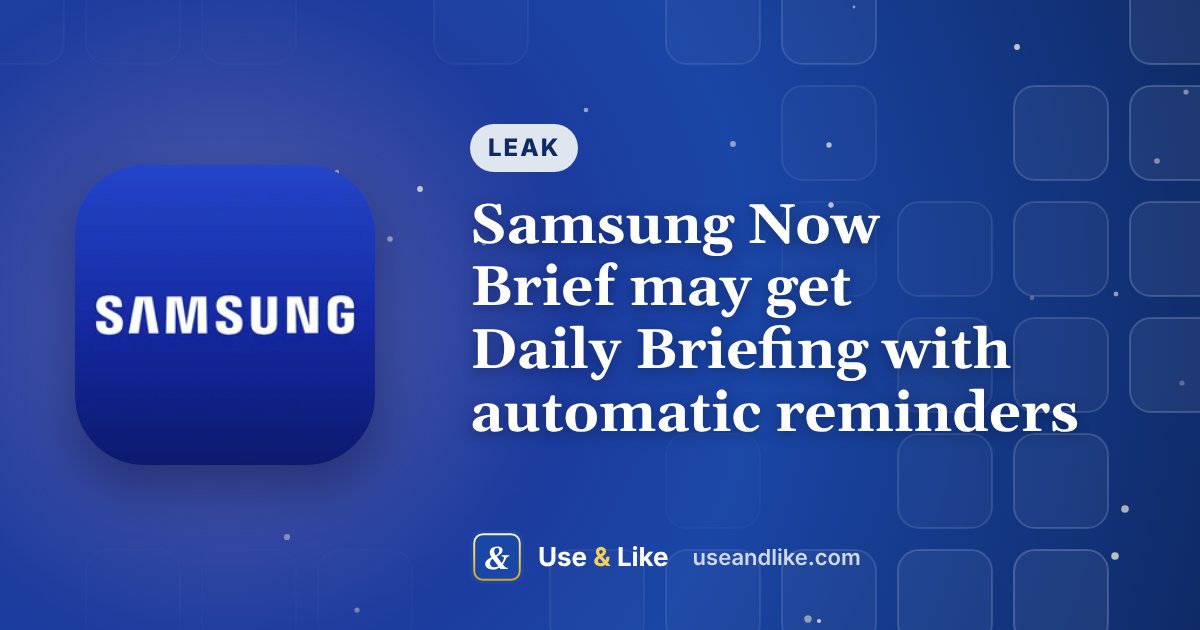 LEAK
SAMSUNG
Samsung Now
Brief may get
Daily Briefing with
automatic reminders
& Use & Like useandlike.com